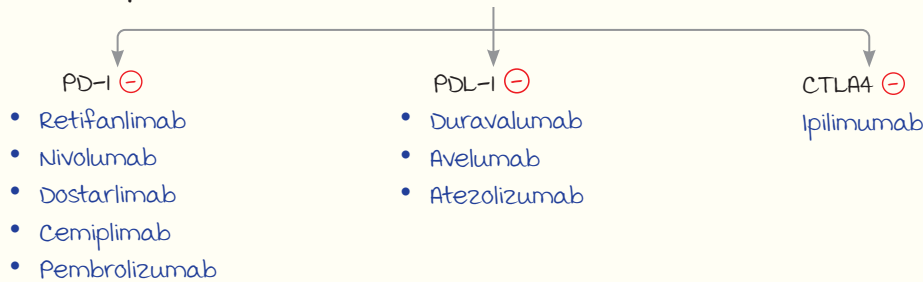 PD-1 ⊖
PDL-1 ⊖
CTLA4 ⊖
• Retifanlimab
• Nivolumab
• Dostarlimab
• Cemiplimab
• Pembrolizumab
• Duravalumab
• Avelumab
• Atezolizumab
Ipilimumab